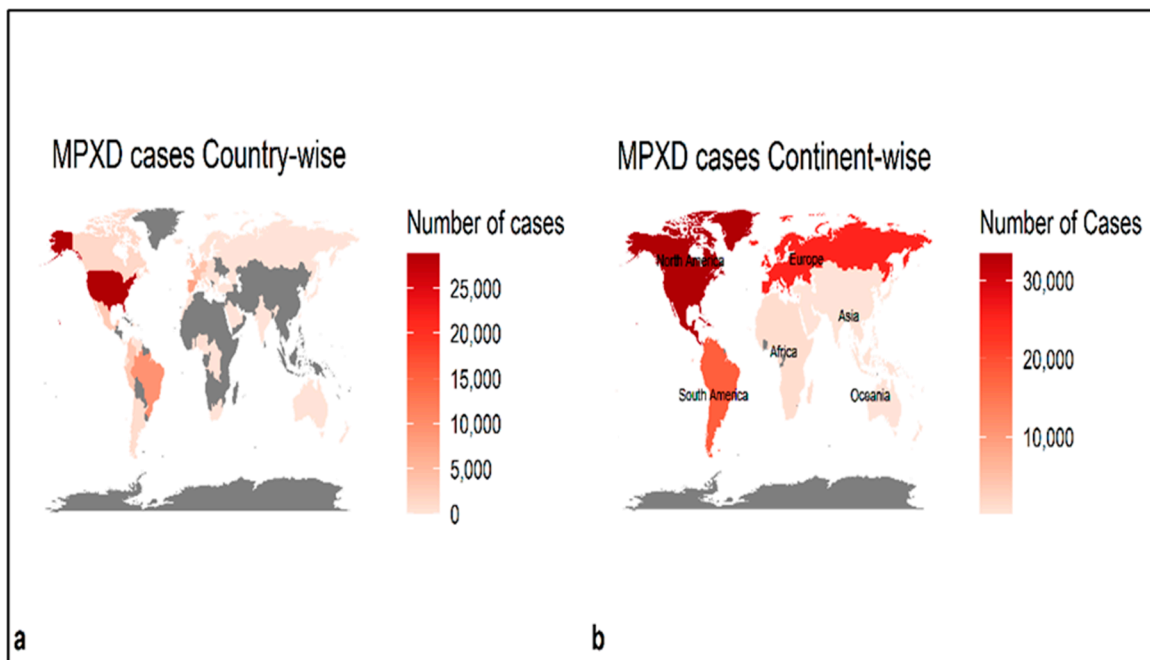 MPXD cases Country-wise
Number of cases
25,000
20,000
15,000
10,000
5,000
0
a
MPXD cases Continent-wise
Number of Cases
30,000
20,000
10,000
North America
Europe
Asia
Africa
South America
Oceania
b